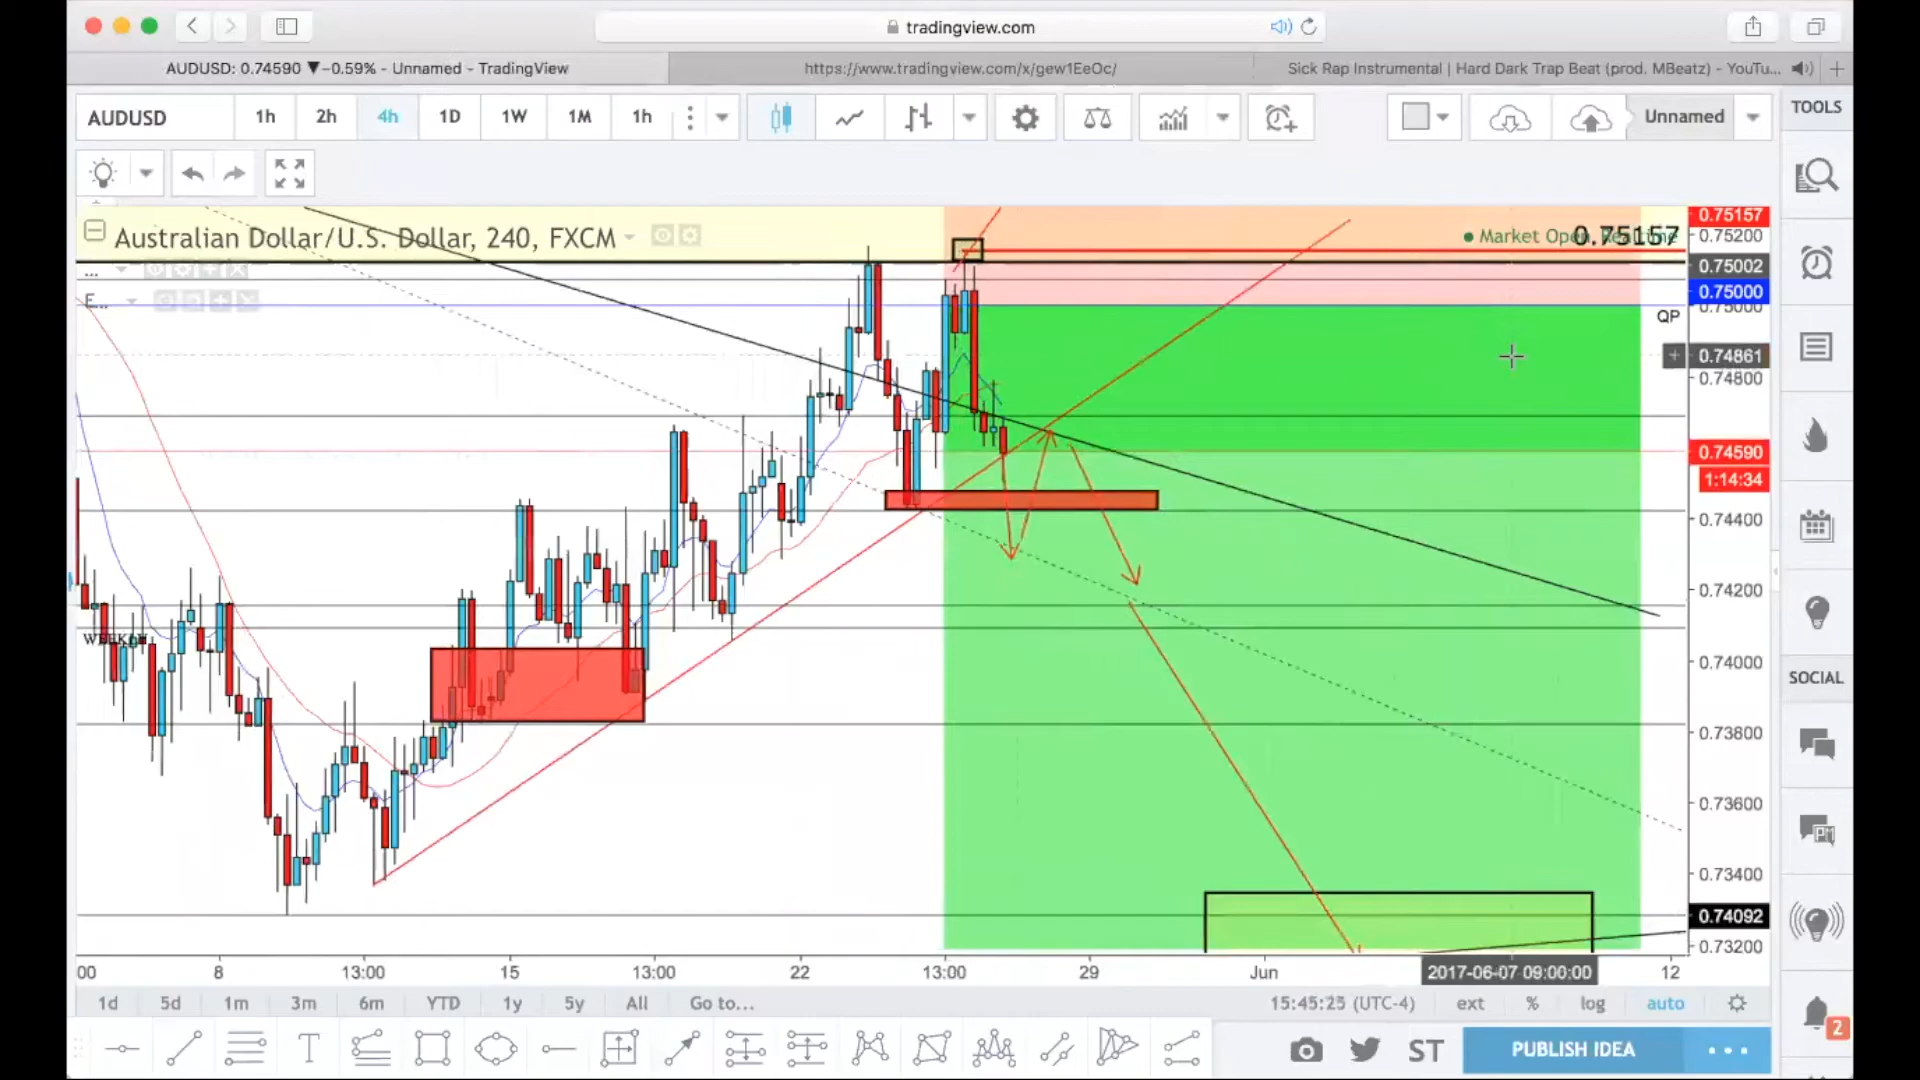 tradingview.com
AUDUSD: 0.74590 ▼−0.59% - Unnamed - TradingView
https://www.tradingview.com/x/gew1EeOc/
Sick Rap Instrumental | Hard Dark Trap Beat (prod. MBeatz) - YouTu...
AUDUSD 1h 2h 4h 1D 1W 1M 1h Unnamed TOOLS
Australian Dollar/U.S. Dollar, 240, FXCM
Market Open
0.75157
...
E...
0.75157
0.75200
0.75002
0.75000
QP
0.74861
0.74800
0.74590
1:14:34
0.74400
0.74200
WEEKLY
0.74000
SOCIAL
0.73800
0.73600
0.73400
0.74092
0.73200
00 8 13:00 15 13:00 22 13:00 29 Jun 2017-06-07 09:00:00 12
1d 5d 1m 3m 6m YTD 1y 5y All Go to... 15:45:25 (UTC-4) ext % log auto
T ST PUBLISH IDEA
PM
2